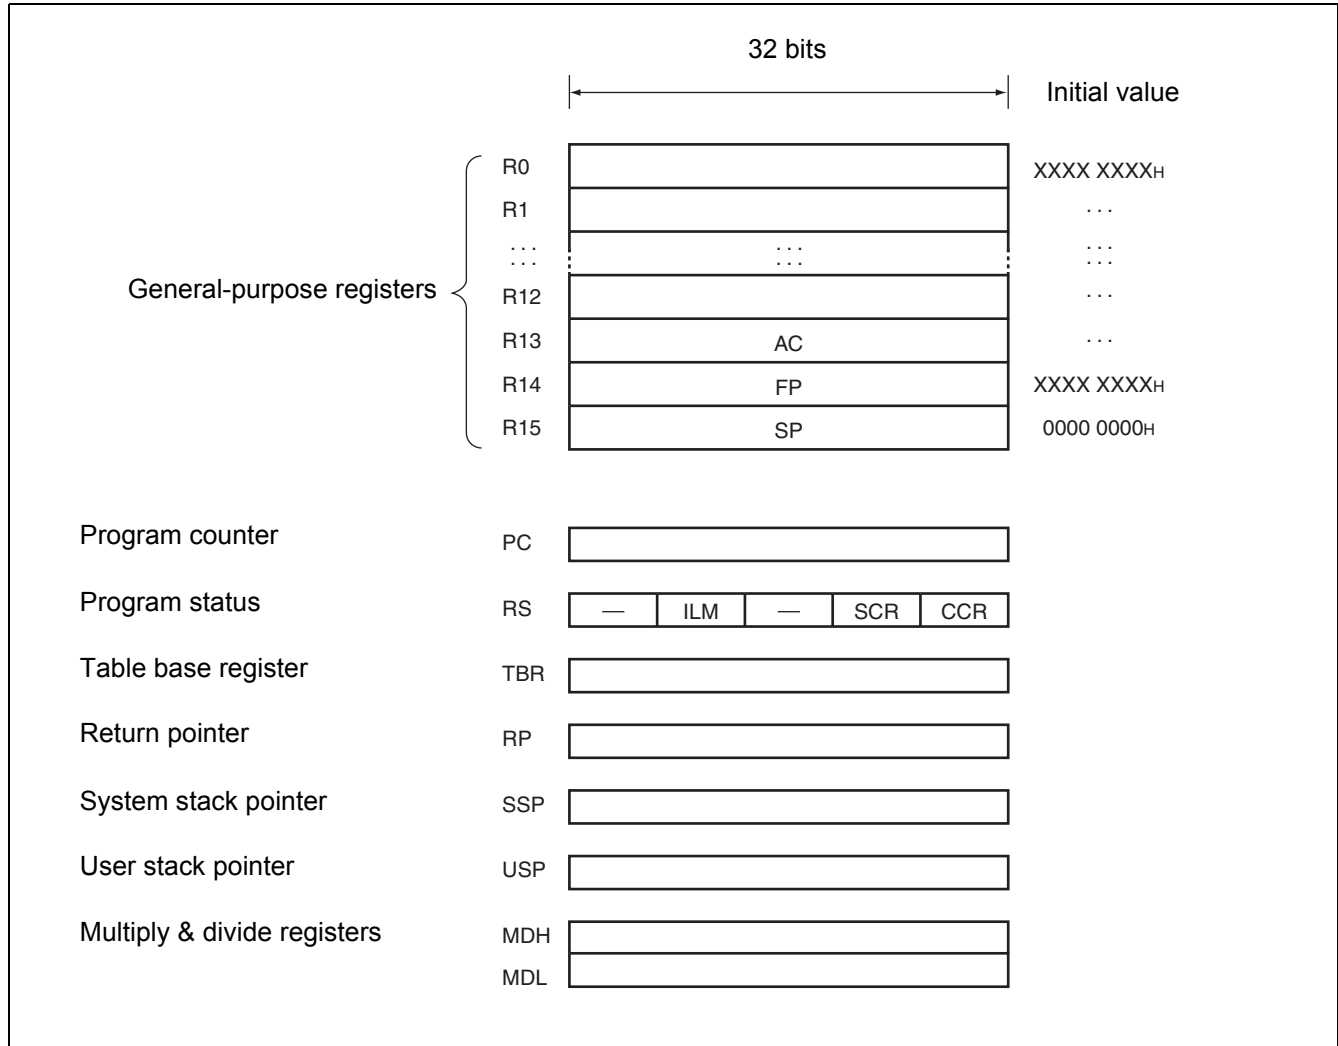 32 bits
Initial value
R0 XXXX XXXXH
R1 ...
... ... ...
... ... ...
General-purpose registers
R12 ...
R13 AC ...
R14 FP XXXX XXXXH
R15 SP 0000 0000H
Program counter PC
Program status RS — ILM — SCR CCR
Table base register TBR
Return pointer RP
System stack pointer SSP
User stack pointer USP
Multiply & divide registers MDH
MDL